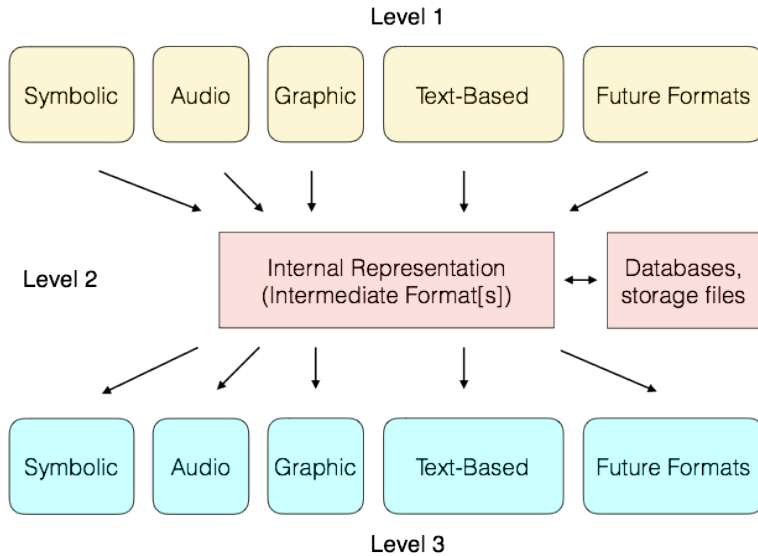 Level 1
Symbolic
Audio
Graphic
Text-Based
Future Formats
Level 2
Internal Representation
(Intermediate Format[s])
Databases,
storage files
Symbolic
Audio
Graphic
Text-Based
Future Formats
Level 3